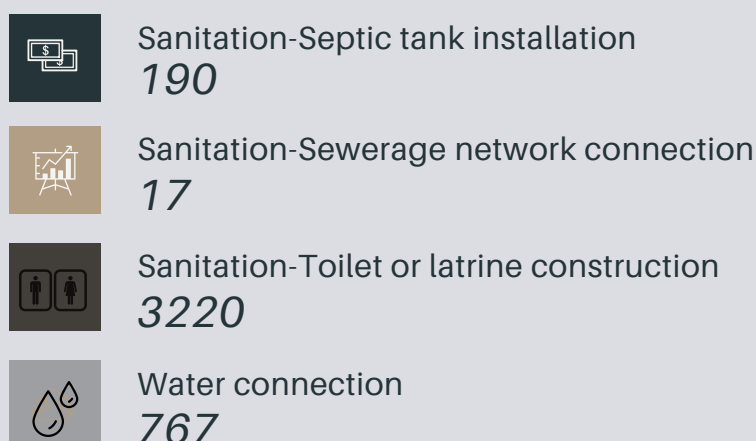 Sanitation-Septic tank installation
190
Sanitation-Sewerage network connection
17
Sanitation-Toilet or latrine construction
3220
Water connection
767